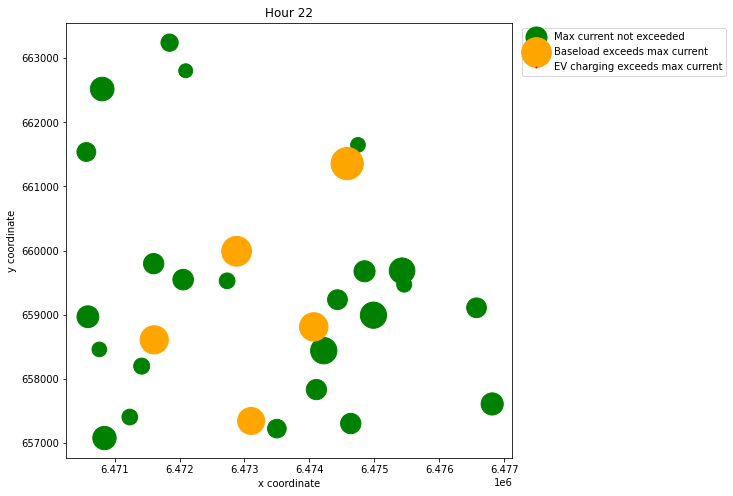 Hour 22
Max current not exceeded
Baseload exceeds max current
EV charging exceeds max current
663000
662000
661000
660000
659000
658000
657000
y coordinate
6.471 6.472 6.473 6.474 6.475 6.476 6.477
1e6
x coordinate